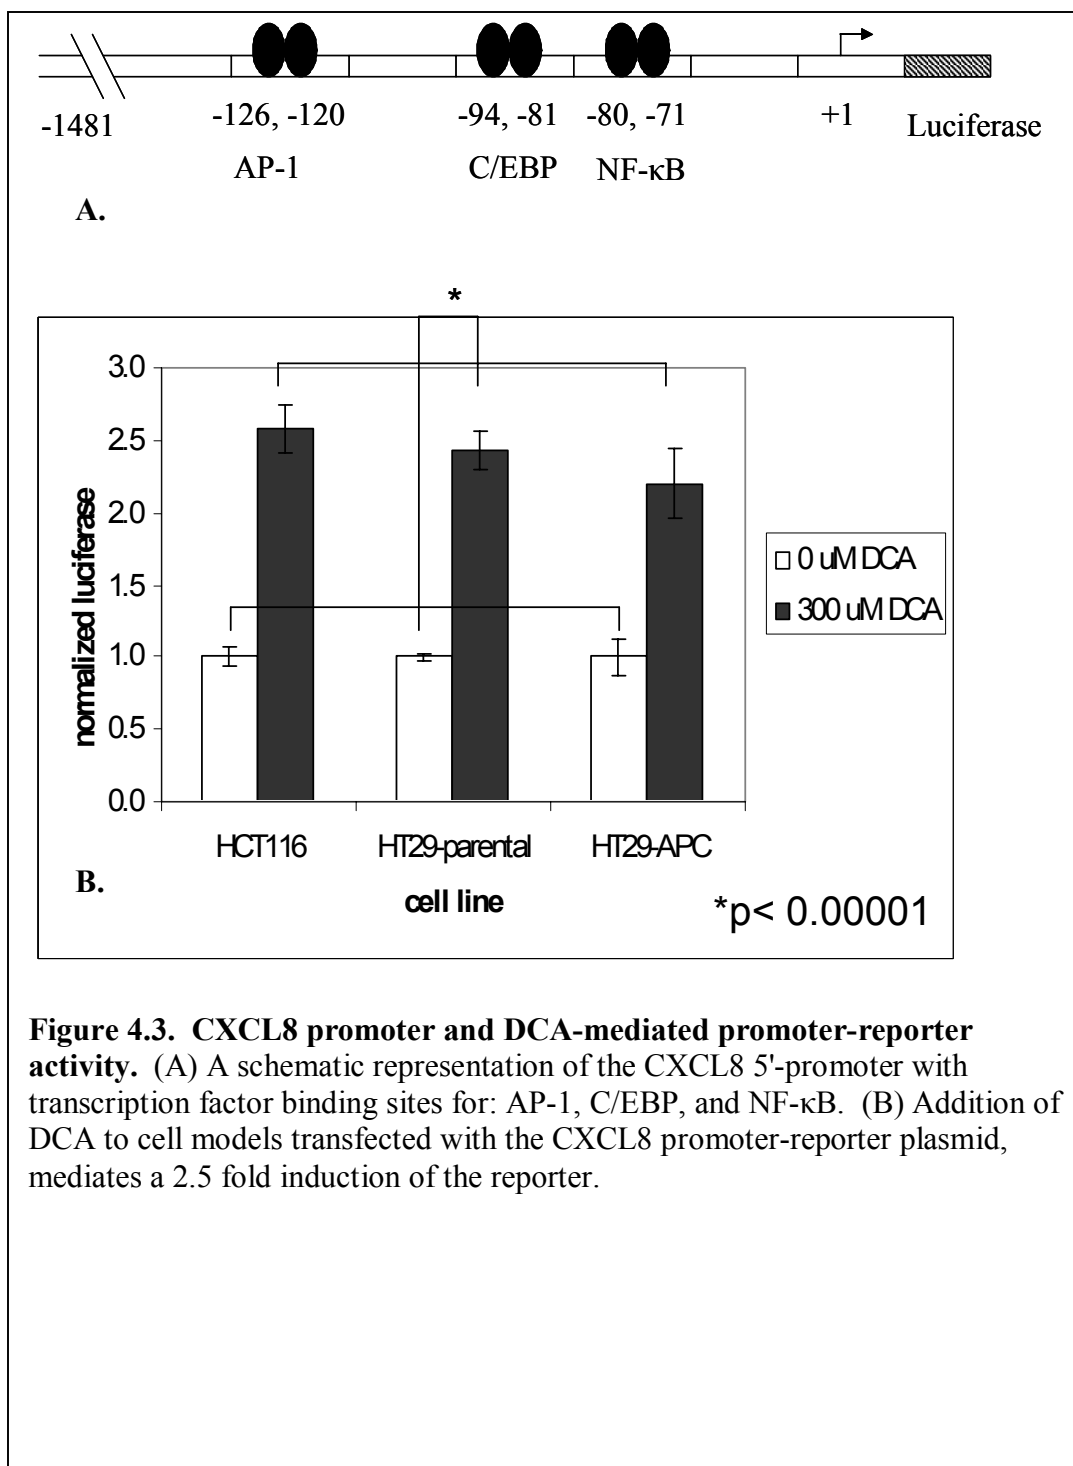 -1481
-126, -120
-94, -81
-80, -71
+1
Luciferase
AP-1
C/EBP
NF-κB
A.
*
3.0
2.5
2.0
1.5
1.0
0.5
0.0
normalized luciferase
0 uM DCA
300 uM DCA
HCT116
HT29-parental
HT29-APC
B.
cell line
*p< 0.00001
Figure 4.3. CXCL8 promoter and DCA-mediated promoter-reporter
activity. (A) A schematic representation of the CXCL8 5'-promoter with
transcription factor binding sites for: AP-1, C/EBP, and NF-κB. (B) Addition of
DCA to cell models transfected with the CXCL8 promoter-reporter plasmid,
mediates a 2.5 fold induction of the reporter.